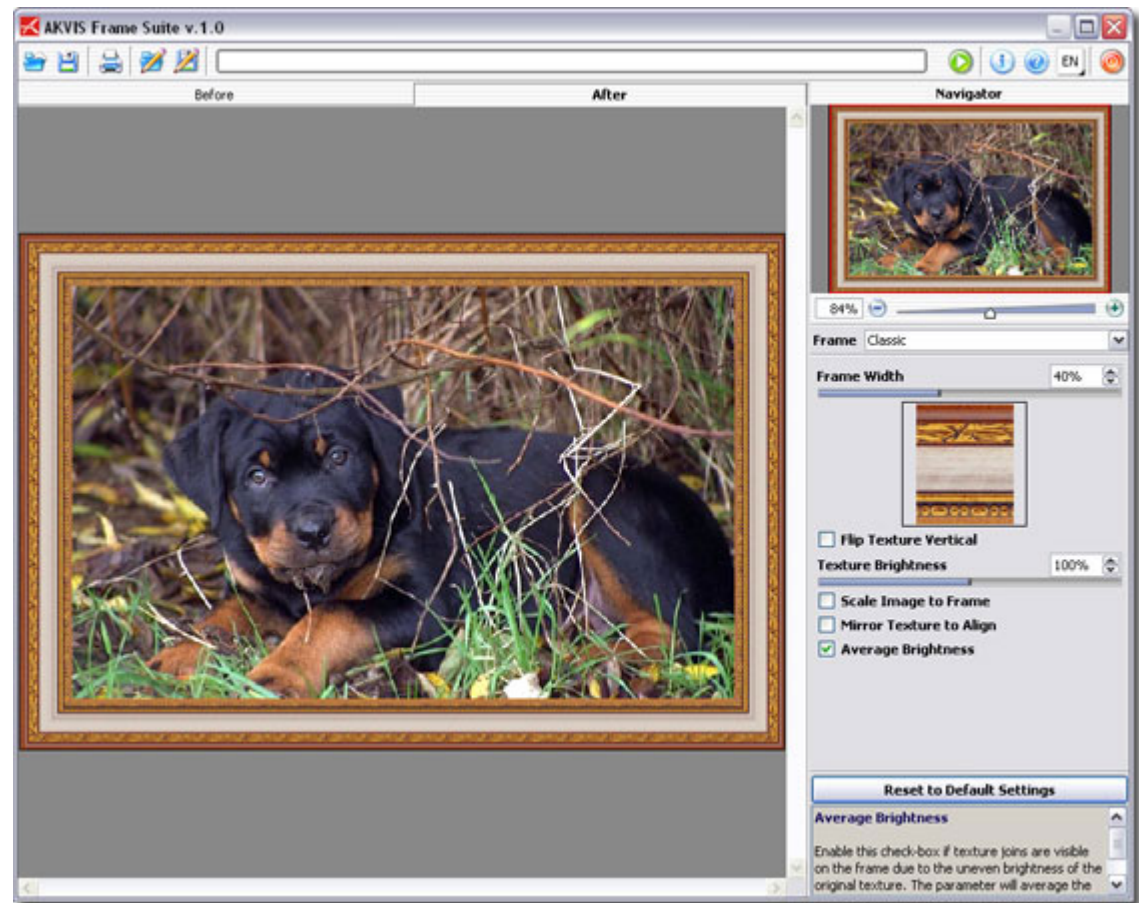 AKVIS Frame Suite v.1.0
EN
Before
After
Navigator
84%
Frame Classic
Frame Width 40%
Flip Texture Vertical
Texture Brightness 100%
Scale Image to Frame
Mirror Texture to Align
Average Brightness
Reset to Default Settings
Average Brightness
Enable this check-box if texture joins are visible
on the frame due to the uneven brightness of the
original texture. The parameter will average the